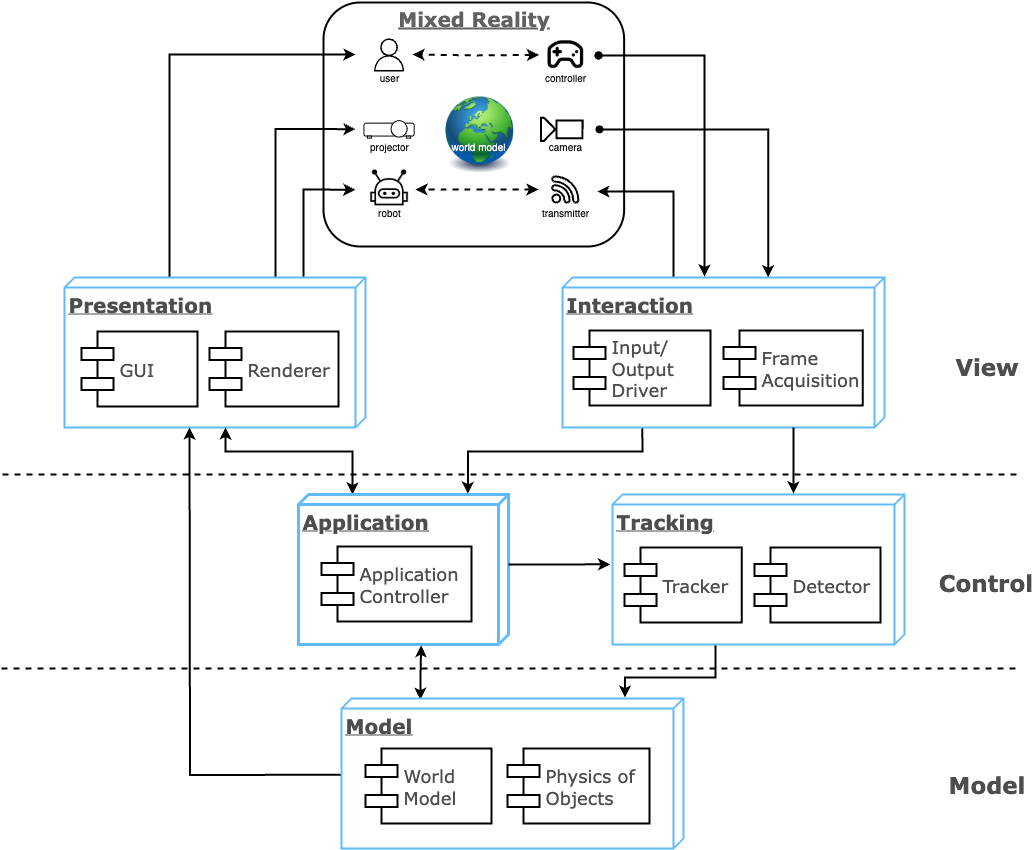 Mixed Reality
user
controller
projector
world model
camera
robot
transmitter
Presentation
GUI
Renderer
Interaction
Input/
Output
Driver
Frame
Acquisition
View
Application
Application
Controller
Tracking
Tracker
Detector
Control
Model
World
Model
Physics of
Objects
Model